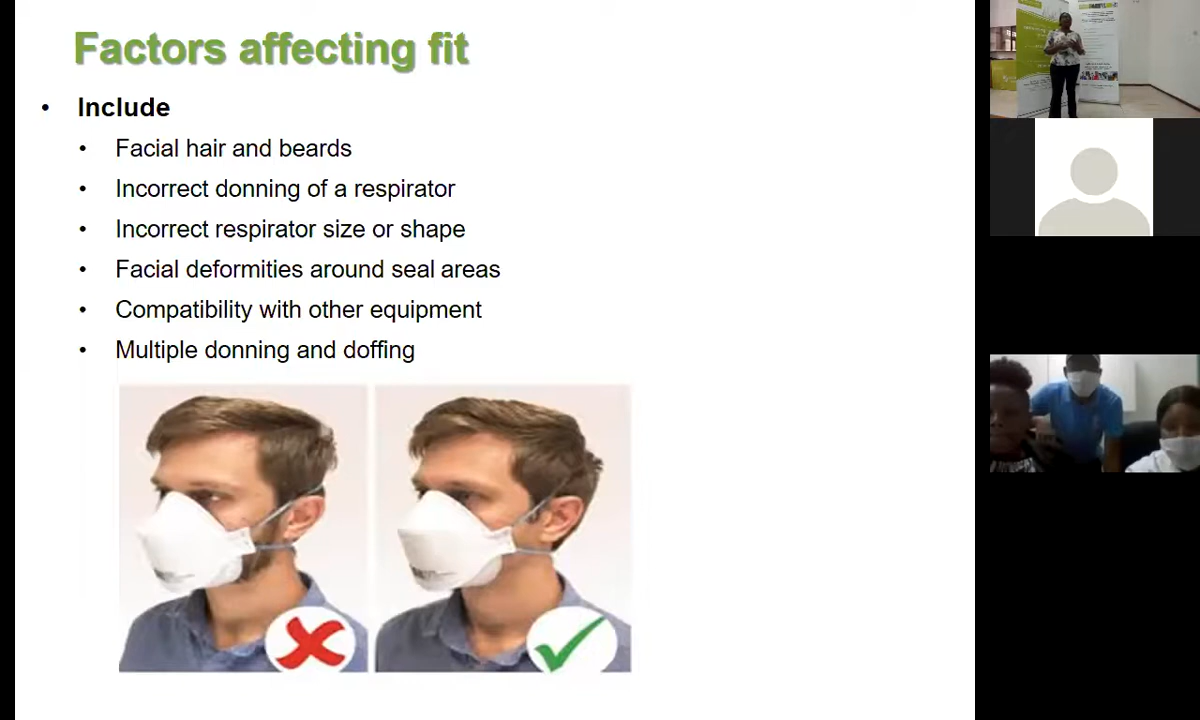 Factors affecting fit
• Include
• Facial hair and beards
• Incorrect donning of a respirator
• Incorrect respirator size or shape
• Facial deformities around seal areas
• Compatibility with other equipment
• Multiple donning and doffing